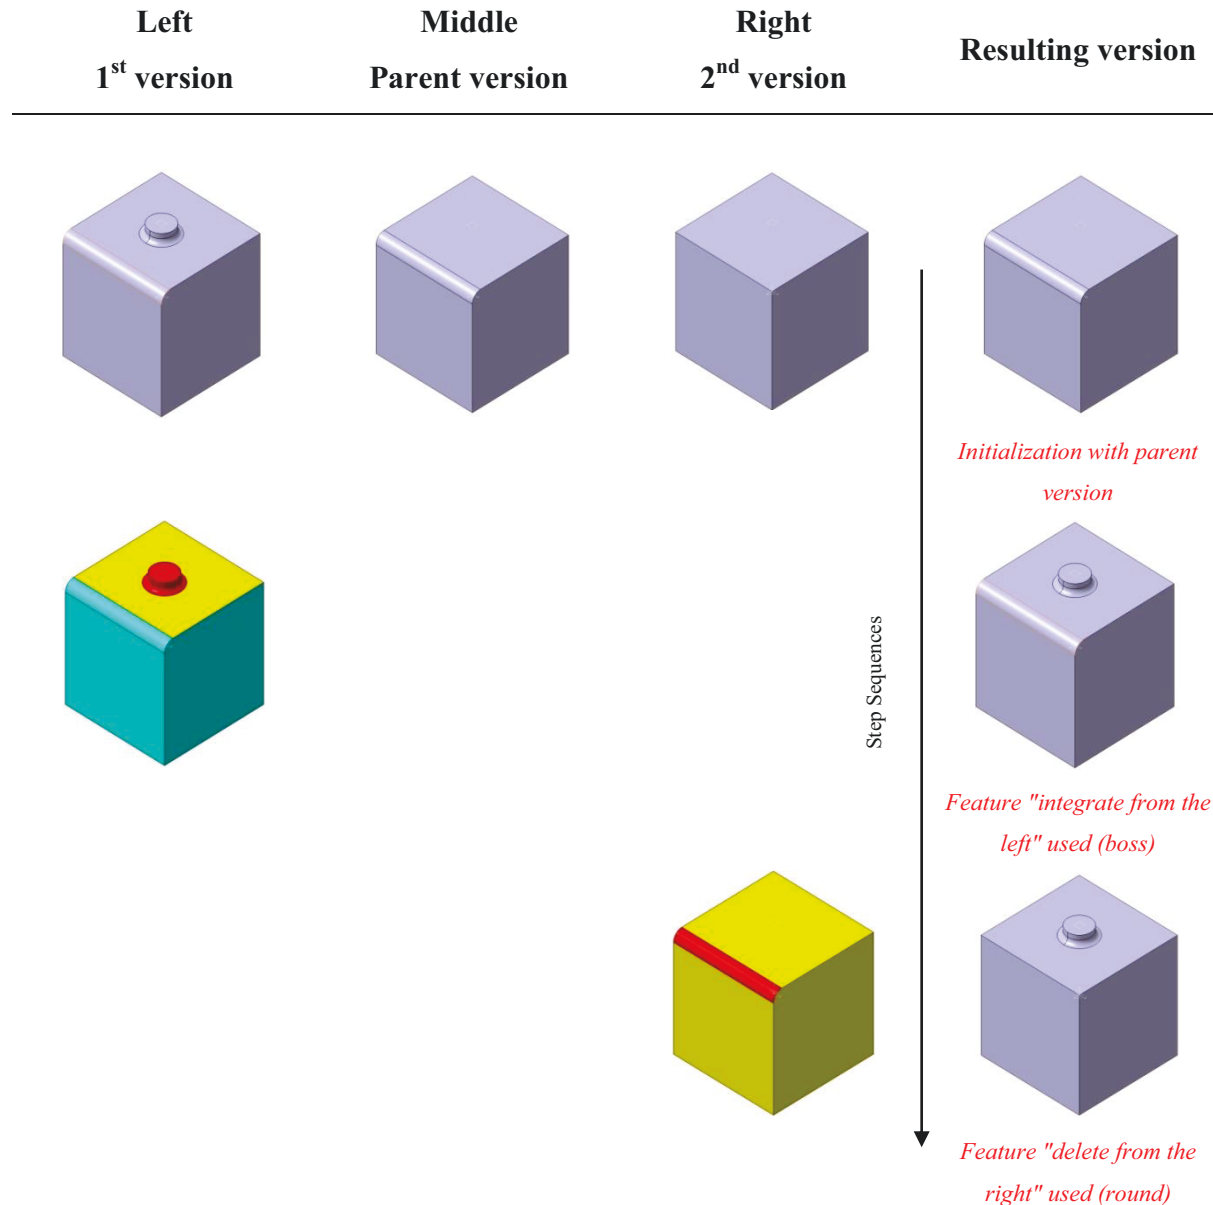 Left
1st version
Middle
Parent version
Right
2nd version
Resulting version
Initialization with parent
version
Step Sequences
Feature "integrate from the
left" used (boss)
Feature "delete from the
right" used (round)